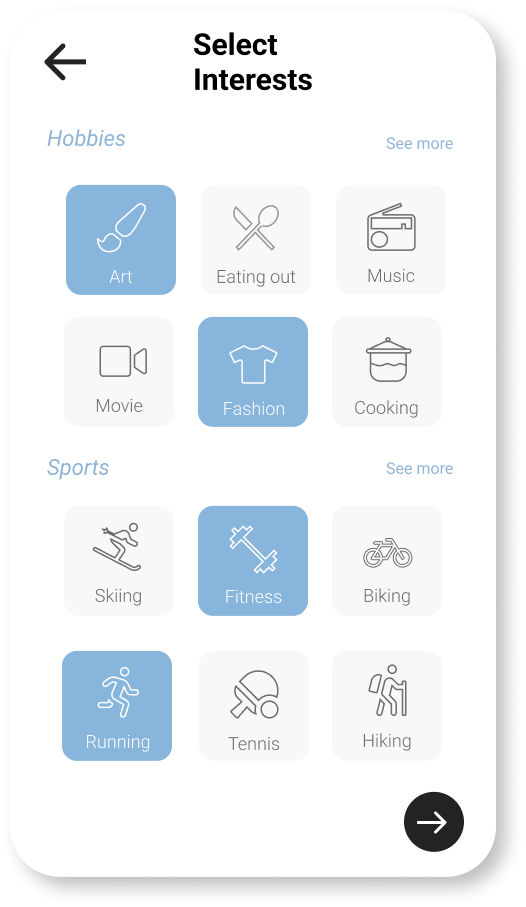 Select
Interests
Hobbies
See more
Art
Eating out
Music
Movie
Fashion
Cooking
Sports
See more
Skiing
Fitness
Biking
Running
Tennis
Hiking